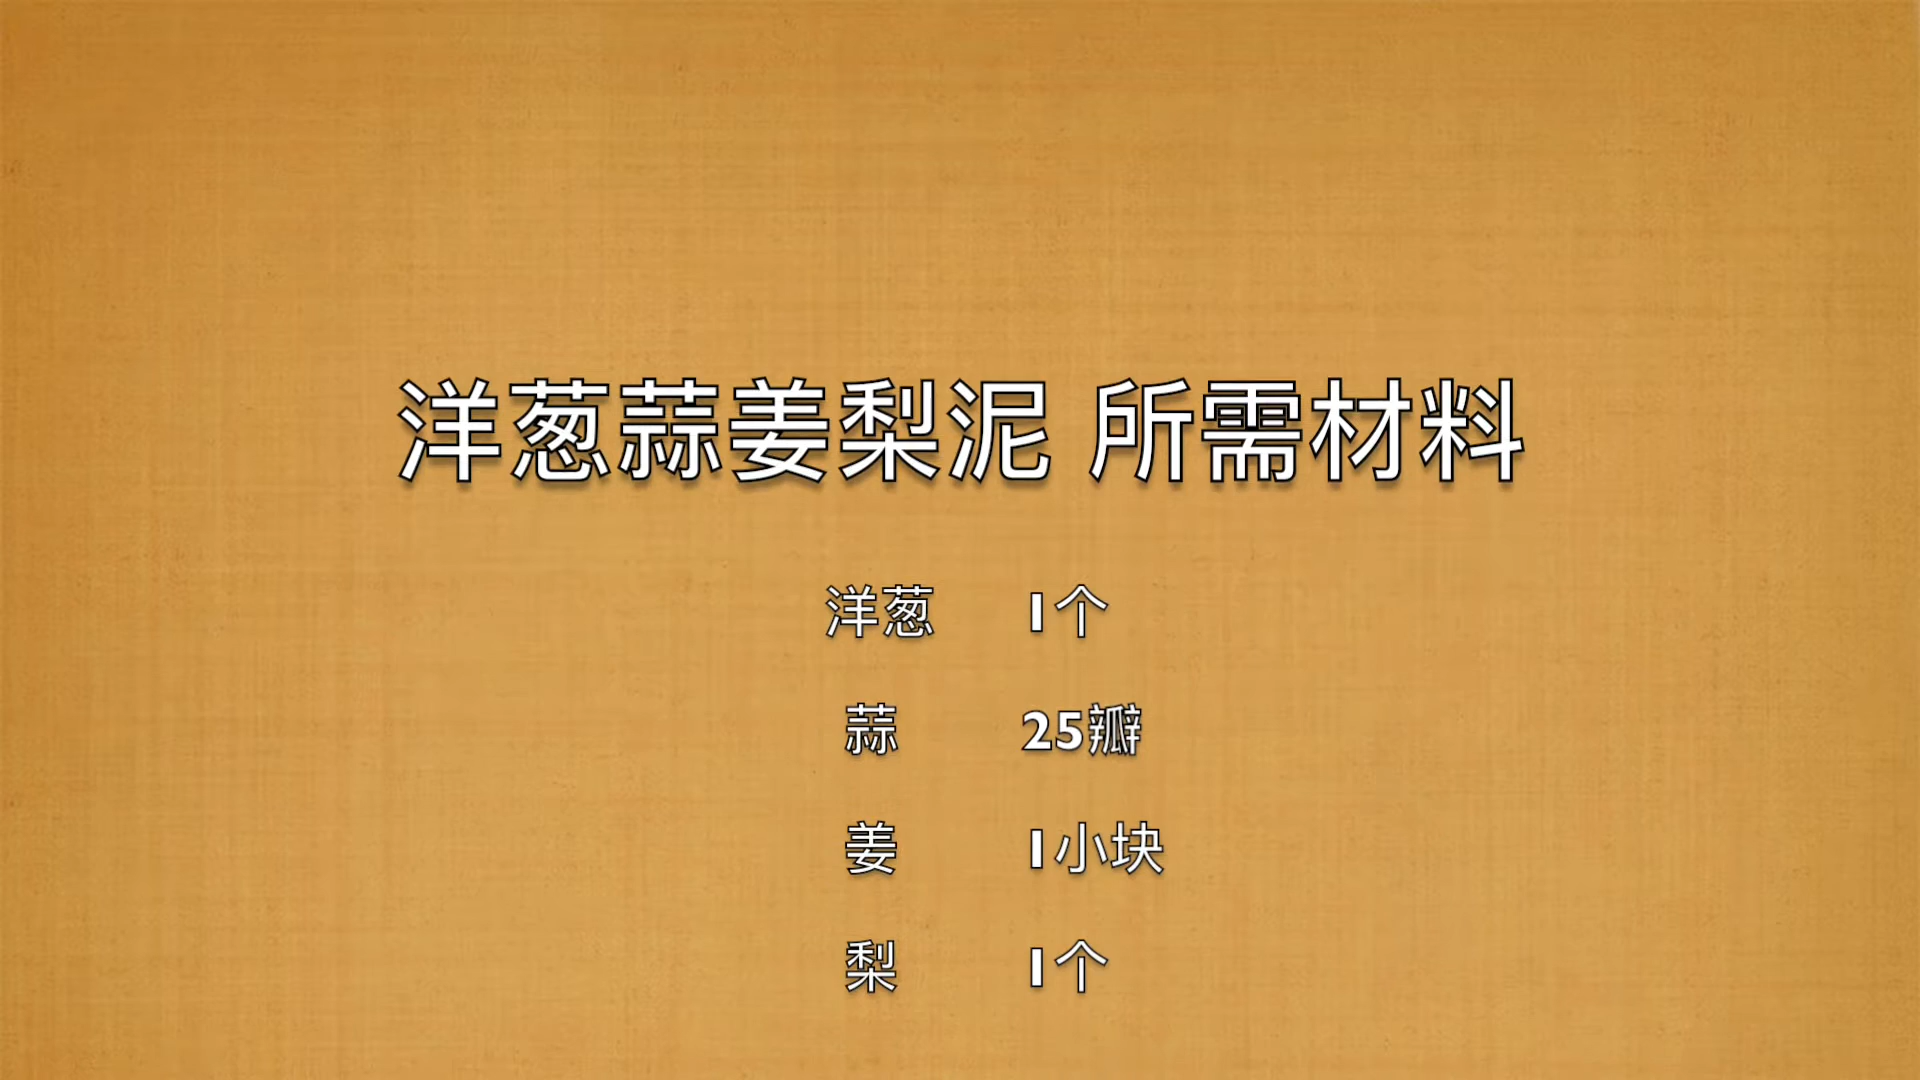 洋葱蒜姜梨泥 所需材料
洋葱 1个
蒜 25瓣
姜 1小块
梨 1个